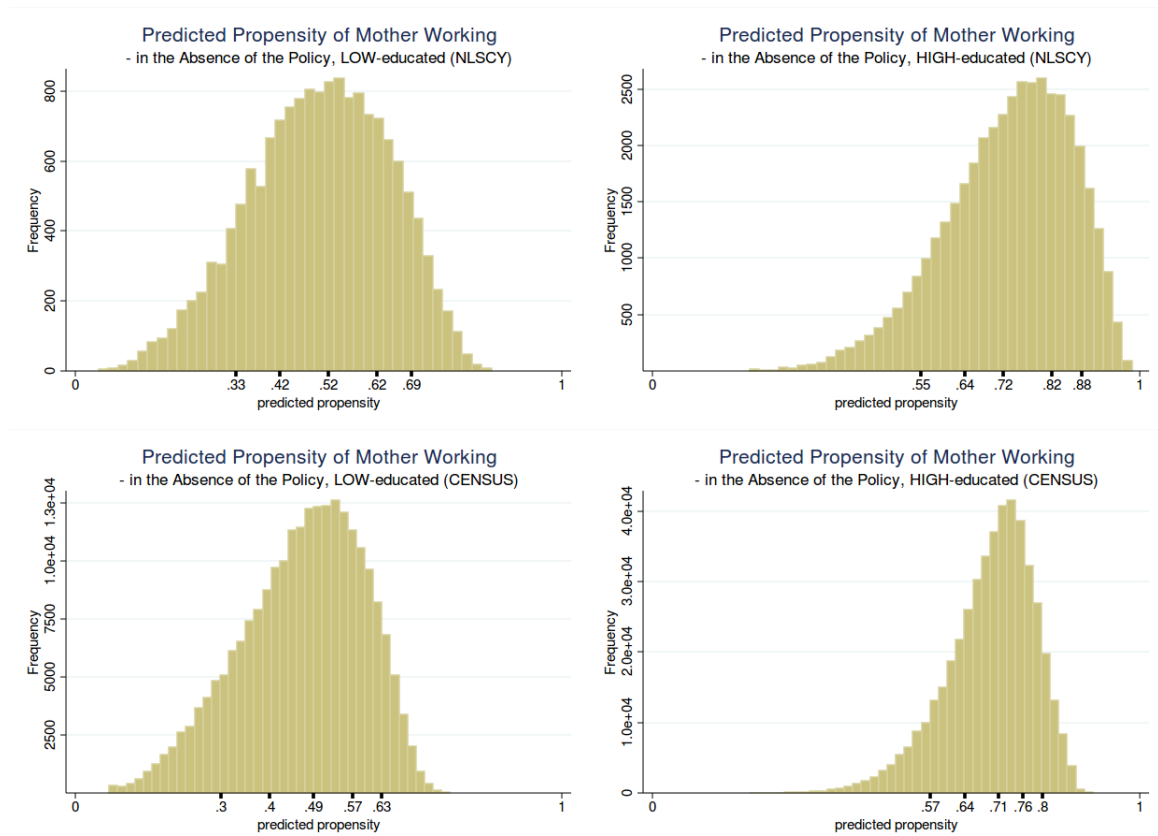 Predicted Propensity of Mother Working
- in the Absence of the Policy, LOW-educated (NLSCY)
Frequency
800
600
400
200
0
0 .33 .42 .52 .62 .69 1
predicted propensity
Predicted Propensity of Mother Working
- in the Absence of the Policy, HIGH-educated (NLSCY)
Frequency
2500
2000
1500
1000
500
0 .55 .64 .72 .82 .88 1
predicted propensity
Predicted Propensity of Mother Working
- in the Absence of the Policy, LOW-educated (CENSUS)
Frequency
1.3e+04
1.0e+04
7500
5000
2500
0 .3 .4 .49 .57 .63 1
predicted propensity
Predicted Propensity of Mother Working
- in the Absence of the Policy, HIGH-educated (CENSUS)
Frequency
4.0e+04
3.0e+04
2.0e+04
1.0e+04
0
0 .57 .64 .71 .76 .8 1
predicted propensity